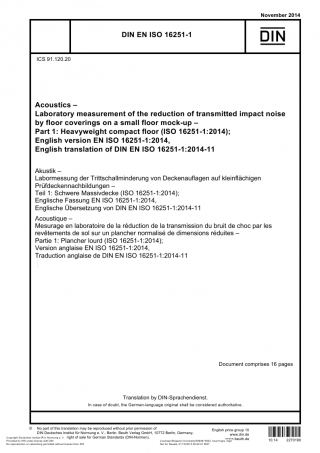 November 2014
DIN EN ISO 16251-1
DIN
ICS 91.120.20
Acoustics –
Laboratory measurement of the reduction of transmitted impact noise
by floor coverings on a small floor mock-up –
Part 1: Heavyweight compact floor (ISO 16251-1:2014);
English version EN ISO 16251-1:2014,
English translation of DIN EN ISO 16251-1:2014-11
Akustik –
Labormessung der Trittschallminderung von Deckenauflagen auf kleinflächigen
Prüfdeckennachbildungen –
Teil 1: Schwere Massivdecke (ISO 16251-1:2014);
Englische Fassung EN ISO 16251-1:2014,
Englische Übersetzung von DIN EN ISO 16251-1:2014-11
Acoustique –
Mesurage en laboratoire de la réduction de la transmission du bruit de choc par les
revêtements de sol sur un plancher normalisé de dimensions réduites –
Partie 1: Plancher lourd (ISO 16251-1:2014);
Version anglaise EN ISO 16251-1:2014,
Traduction anglaise de DIN EN ISO 16251-1:2014-11
Document comprises 16 pages
Translation by DIN-Sprachendienst.
In case of doubt, the German-language original shall be considered authoritative.
© No part of this translation may be reproduced without prior permission of
DIN Deutsches Institut für Normung e. V., Berlin. Beuth Verlag GmbH, 10772 Berlin, Germany,
right of sale for German Standards (DIN-Normen).
English price group 10
www.din.de
www.beuth.de
10.14